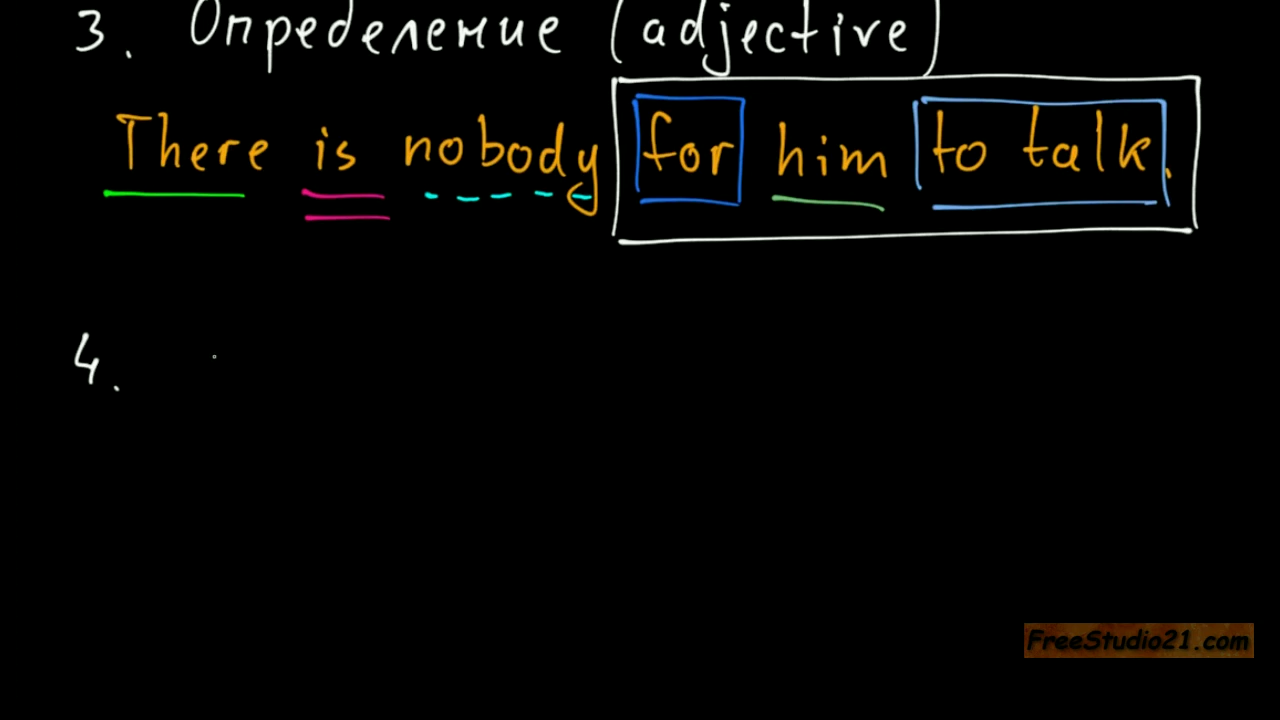 3. Определение (adjective)
There is nobody for him to talk.
4.
FreeStudio21.com